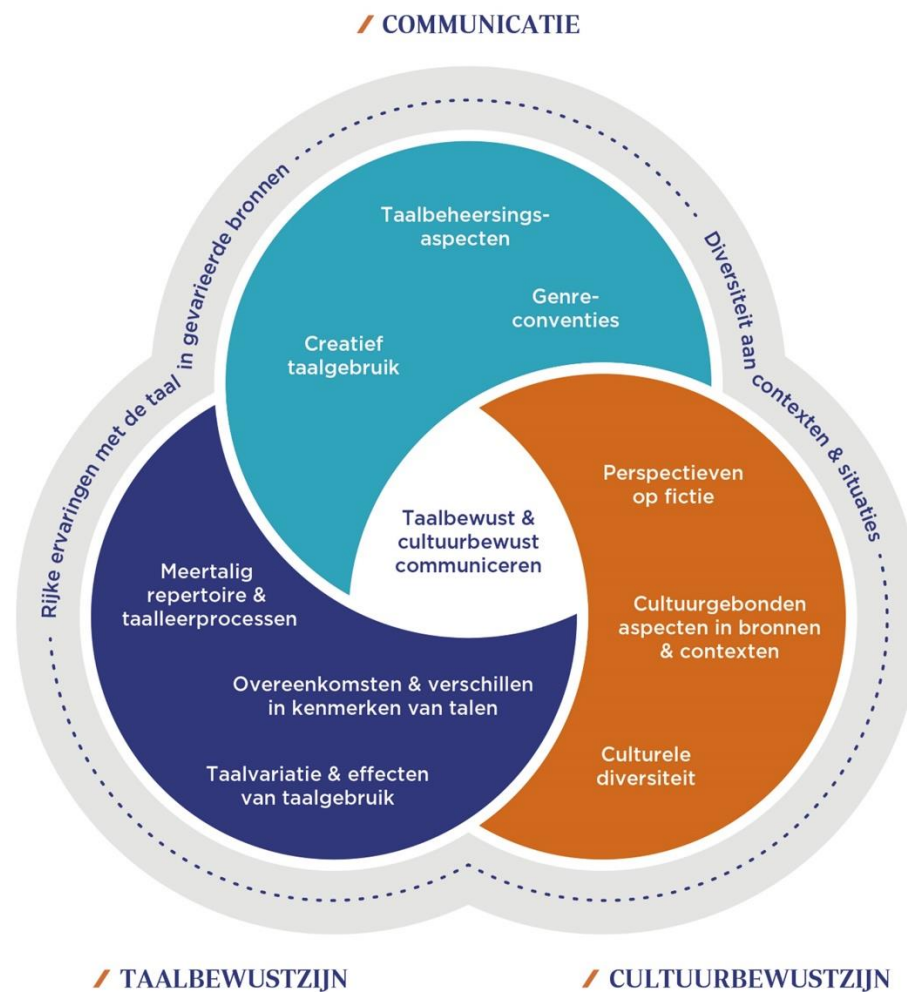 COMMUNICATIE
Rijke ervaringen met de taal in gevarieerde bronnen
Diversiteit aan contexten & situaties
Taalbeheersings-
aspecten
Genre-
conventies
Creatief
taalgebruik
Perspectieven
op fictie
Taalbewust &
cultuurbewust
communiceren
Meertalig
repertoire &
taalleerprocessen
Cultuurgebonden
aspecten in bronnen
& contexten
Overeenkomsten & verschillen
in kenmerken van talen
Taalvariatie & effecten
van taalgebruik
Culturele
diversiteit
TAALBEWUSTZIJN
CULTUURBEWUSTZIJN